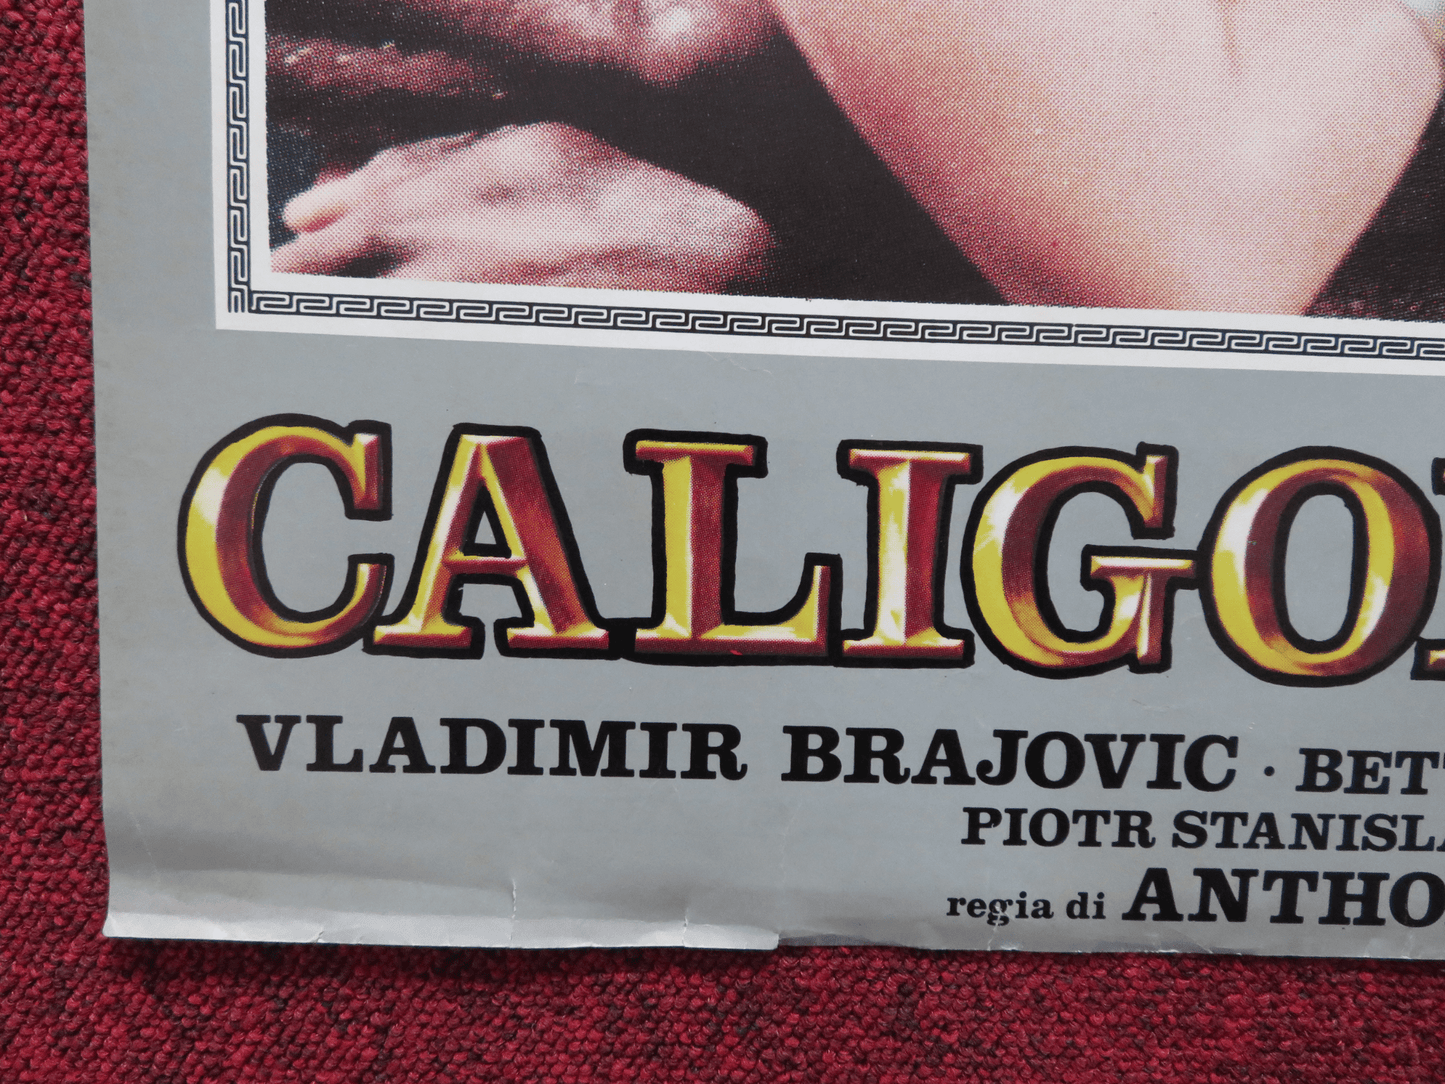 CALIGO
VLADIMIR BRAJOVIC · BET
PIOTR STANISL
regia di ANTHO